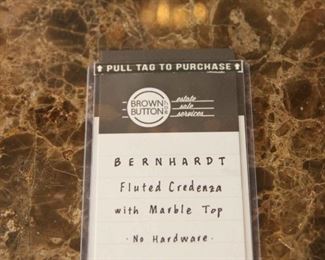 PULL TAG TO PURCHASE
BROWN
BUTTON
estate
sale
services
BERNHARDT
Fluted Credenza
with Marble Top
- No Hardware -